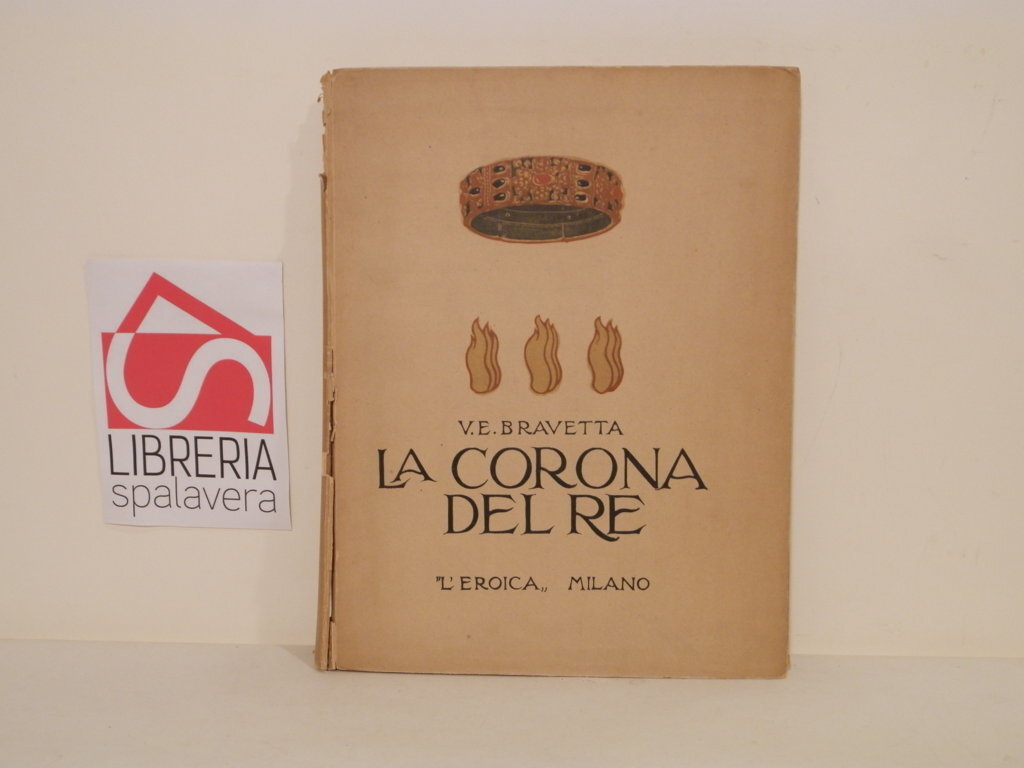 LIBRERIA
spalavera
V.E.BRAVETTA
LA CORONA
DEL RE
"L'EROICA„ MILANO